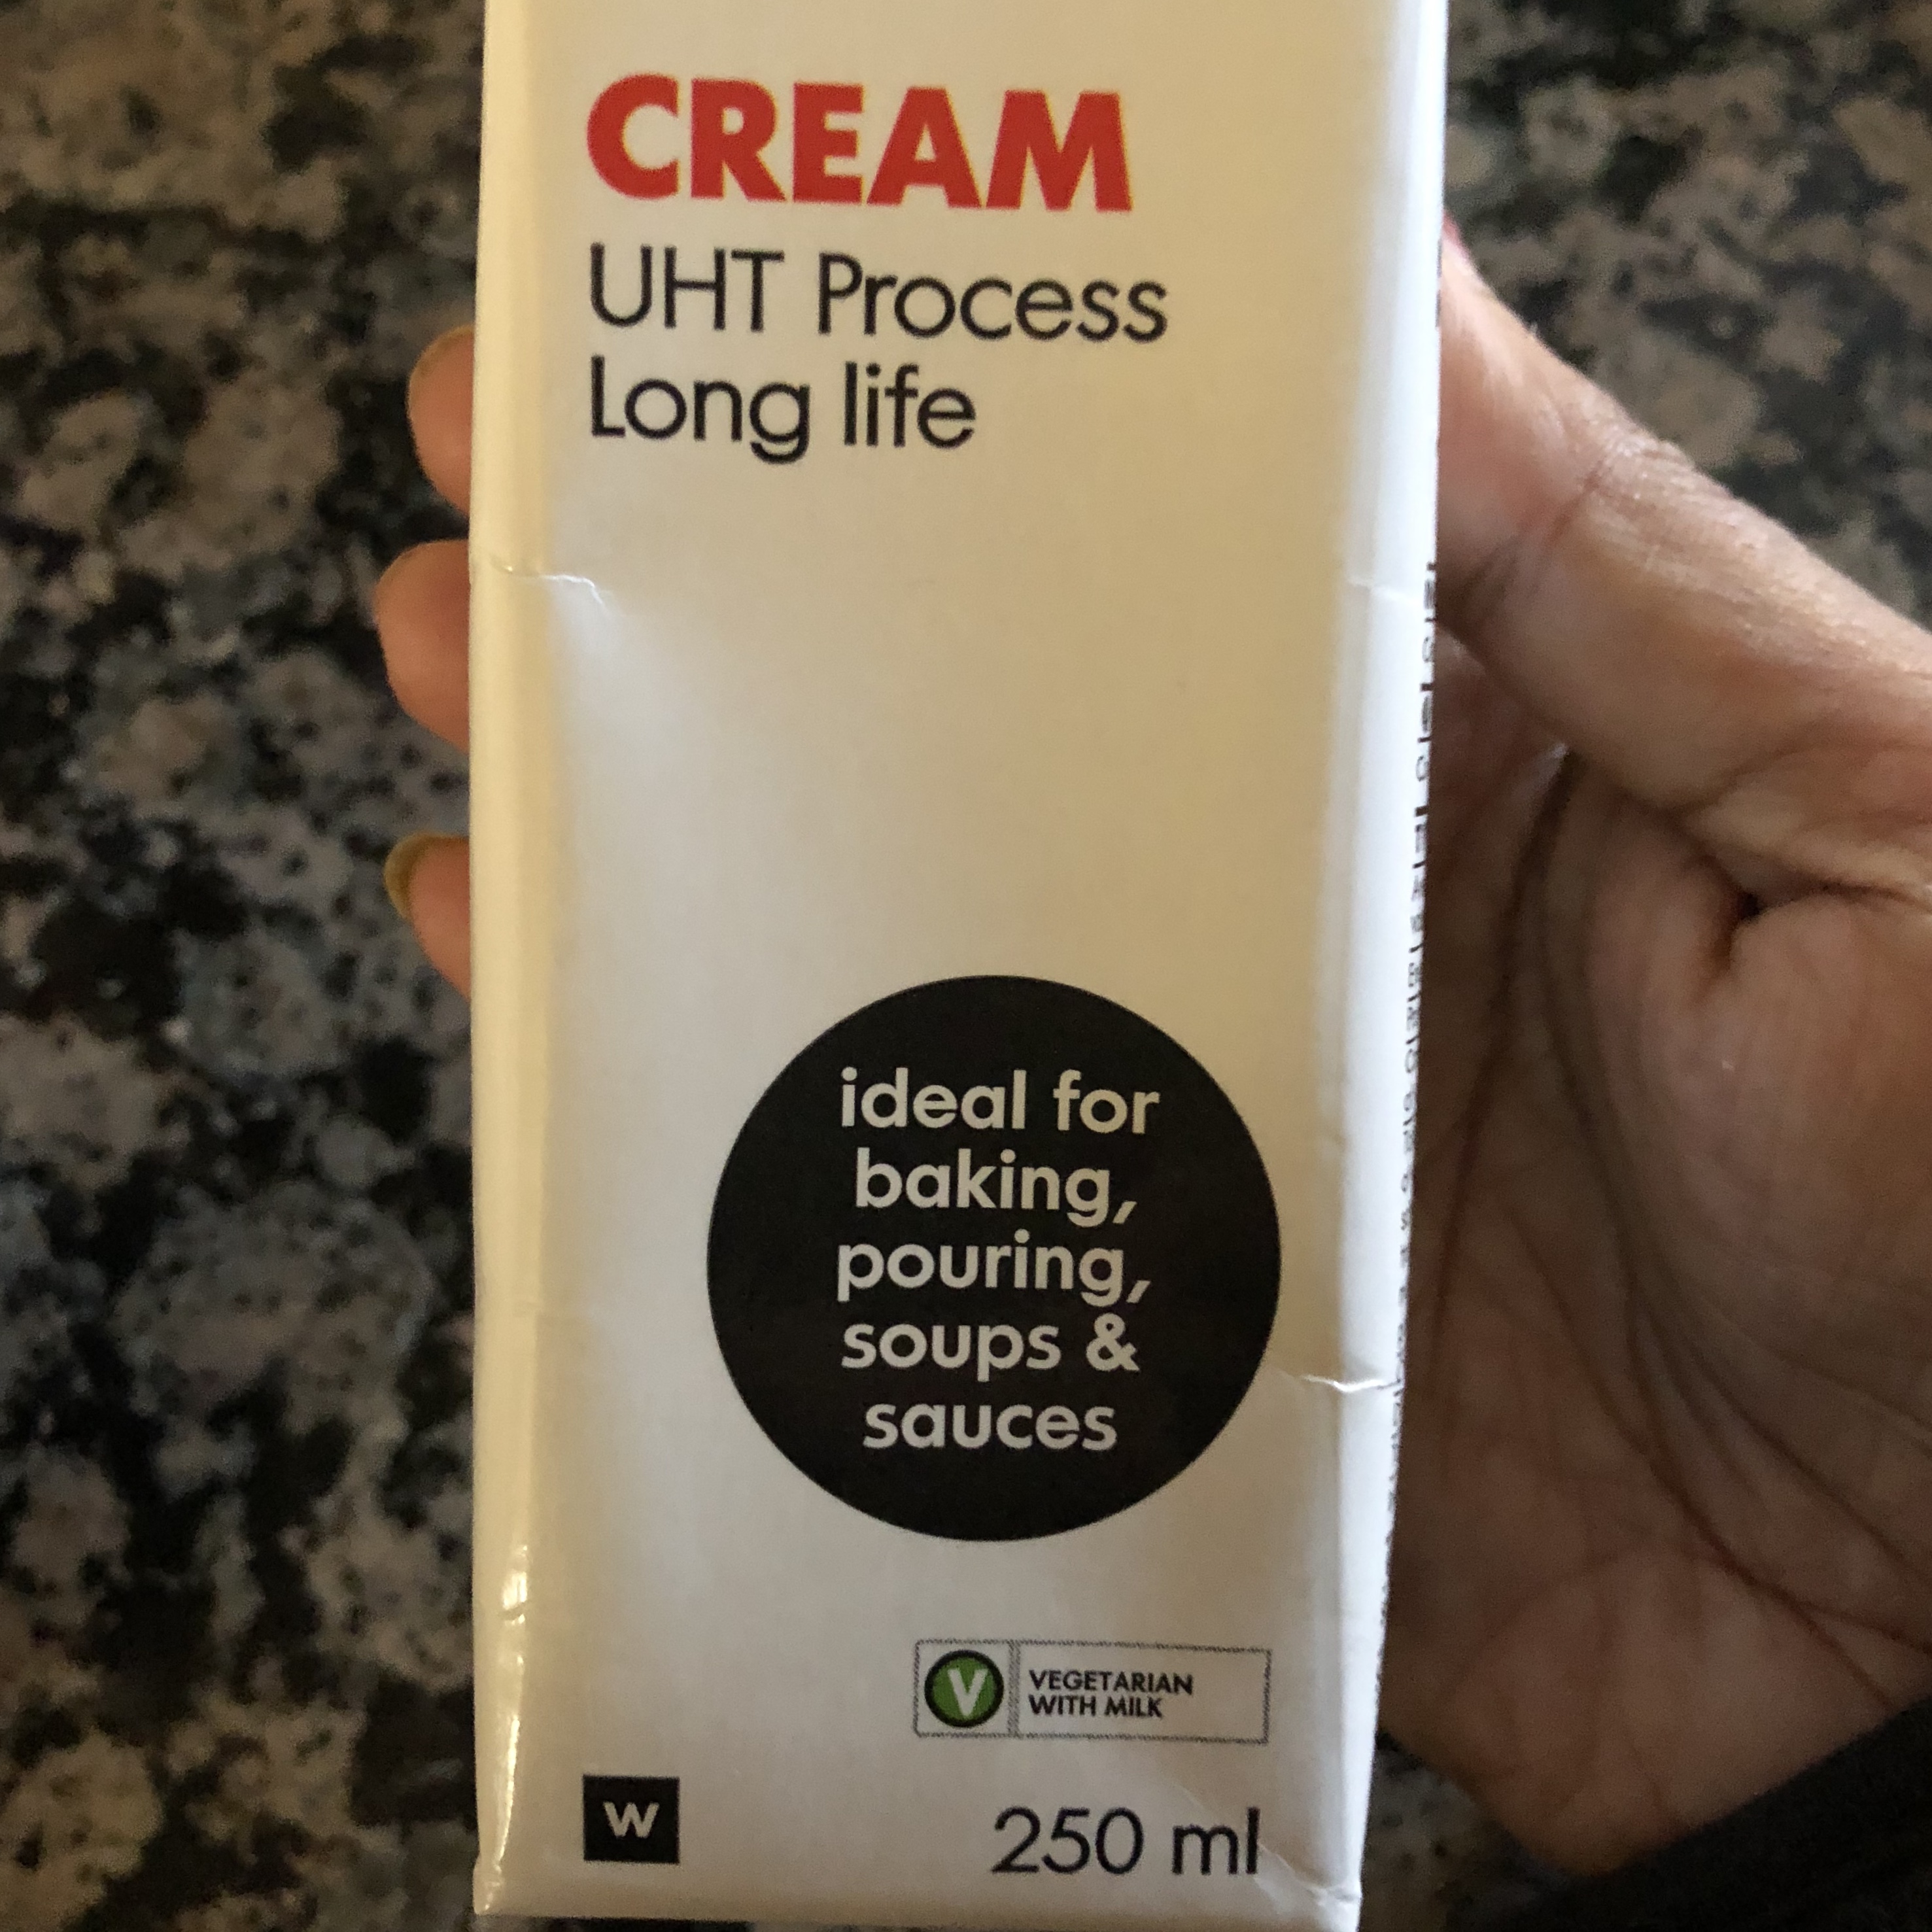 CREAM
UHT Process
Long life
ideal for
baking,
pouring,
soups &
sauces
V
VEGETARIAN
WITH MILK
W
250 ml